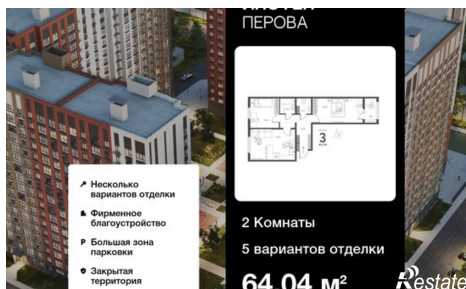 ПЕРОВА
3
Несколько
вариантов отделки
Фирменное
благоустройство
P Большая зона
парковки
Закрытая
территория
2 Комнаты
5 вариантов отделки
64.04 м²
Restate